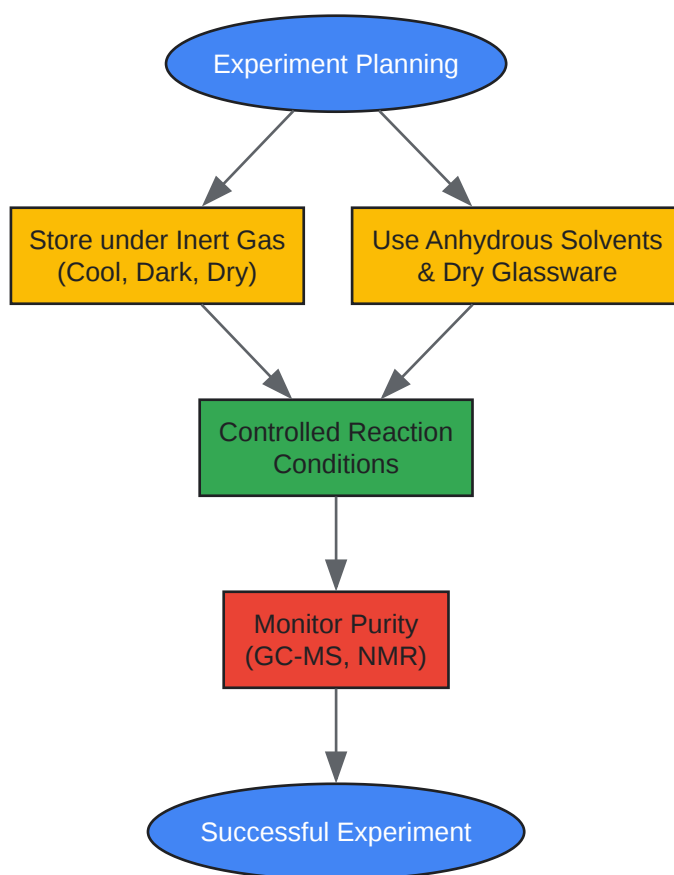 Experiment Planning
Store under Inert Gas
(Cool, Dark, Dry)
Use Anhydrous Solvents
& Dry Glassware
Controlled Reaction
Conditions
Monitor Purity
(GC-MS, NMR)
Successful Experiment